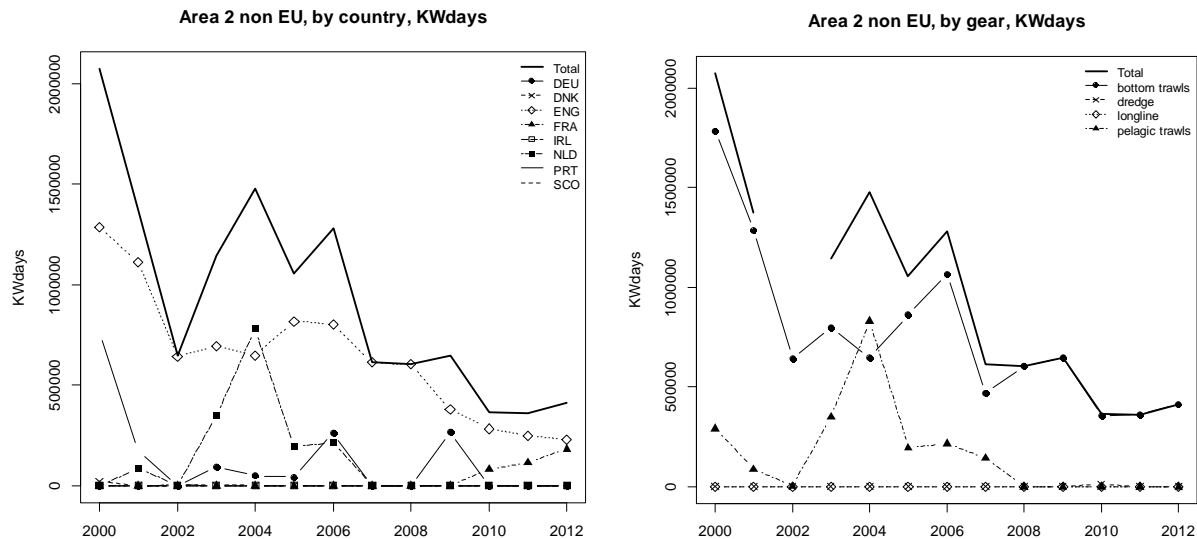 Area 2 non EU, by country, KWdays
KWdays
2000000
1500000
1000000
500000
0
Total
DEU
DNK
ENG
FRA
IRL
NLD
PRT
SCO
2000 2002 2004 2006 2008 2010 2012
Area 2 non EU, by gear, KWdays
KWdays
2000000
1500000
1000000
500000
0
Total
bottom trawls
dredge
longline
pelagic trawls
2000 2002 2004 2006 2008 2010 2012